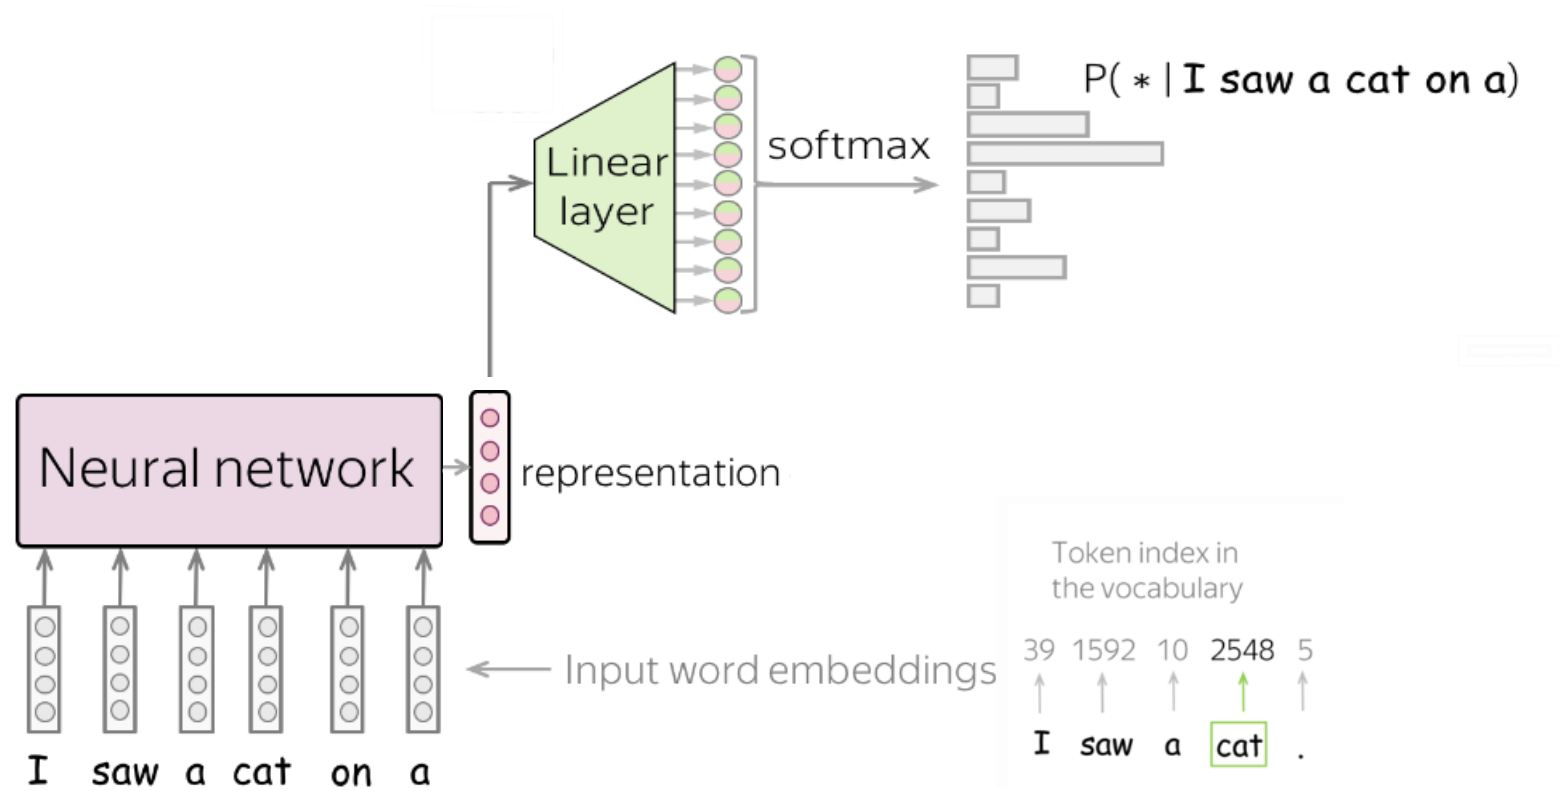 P( * | I saw a cat on a)
softmax
Linear
layer
Neural network
representation
Token index in
the vocabulary
Input word embeddings
39 1592 10 2548 5
I saw a cat .
I saw a cat on a